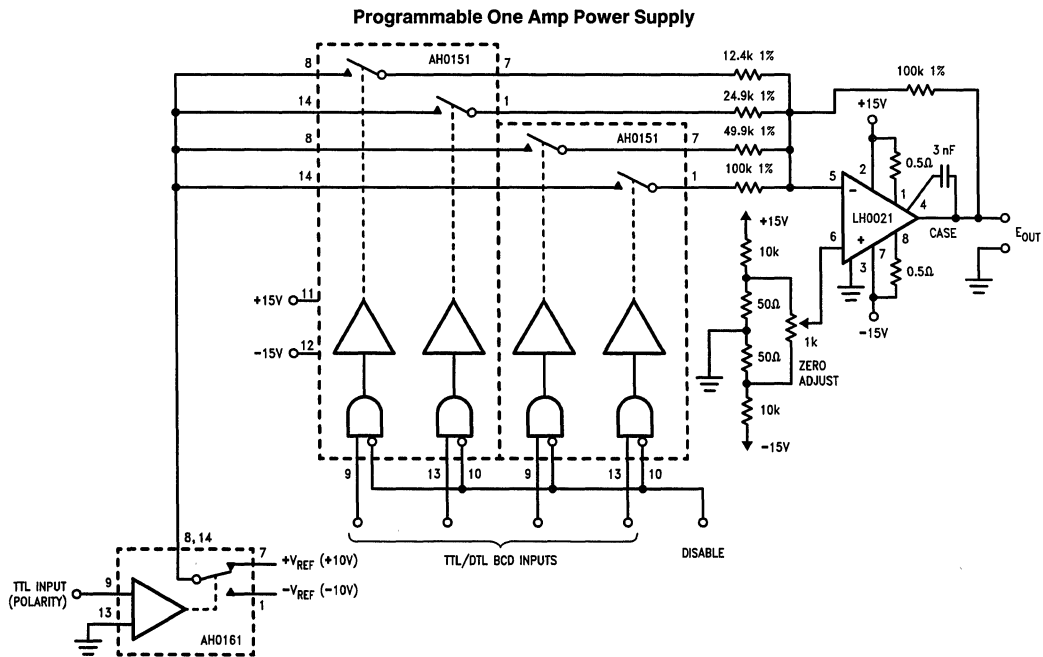 Programmable One Amp Power Supply
8
AH0151
7
12.4k 1%
14
1
24.9k 1%
100k 1%
8
AH0151
7
49.9k 1%
14
1
100k 1%
+15V
2
0.5Ω
3 nF
1
4
5
−
LH0021
CASE
EOUT
6
+
3
7
8
0.5Ω
−15V
+15V
10k
50Ω
50Ω
1k
ZERO
ADJUST
10k
−15V
+15V
11
−15V
12
9
13
10
9
13
10
TTL/DTL BCD INPUTS
DISABLE
8, 14
7
+VREF (+10V)
−VREF (−10V)
1
TTL INPUT
(POLARITY)
9
13
AH0161